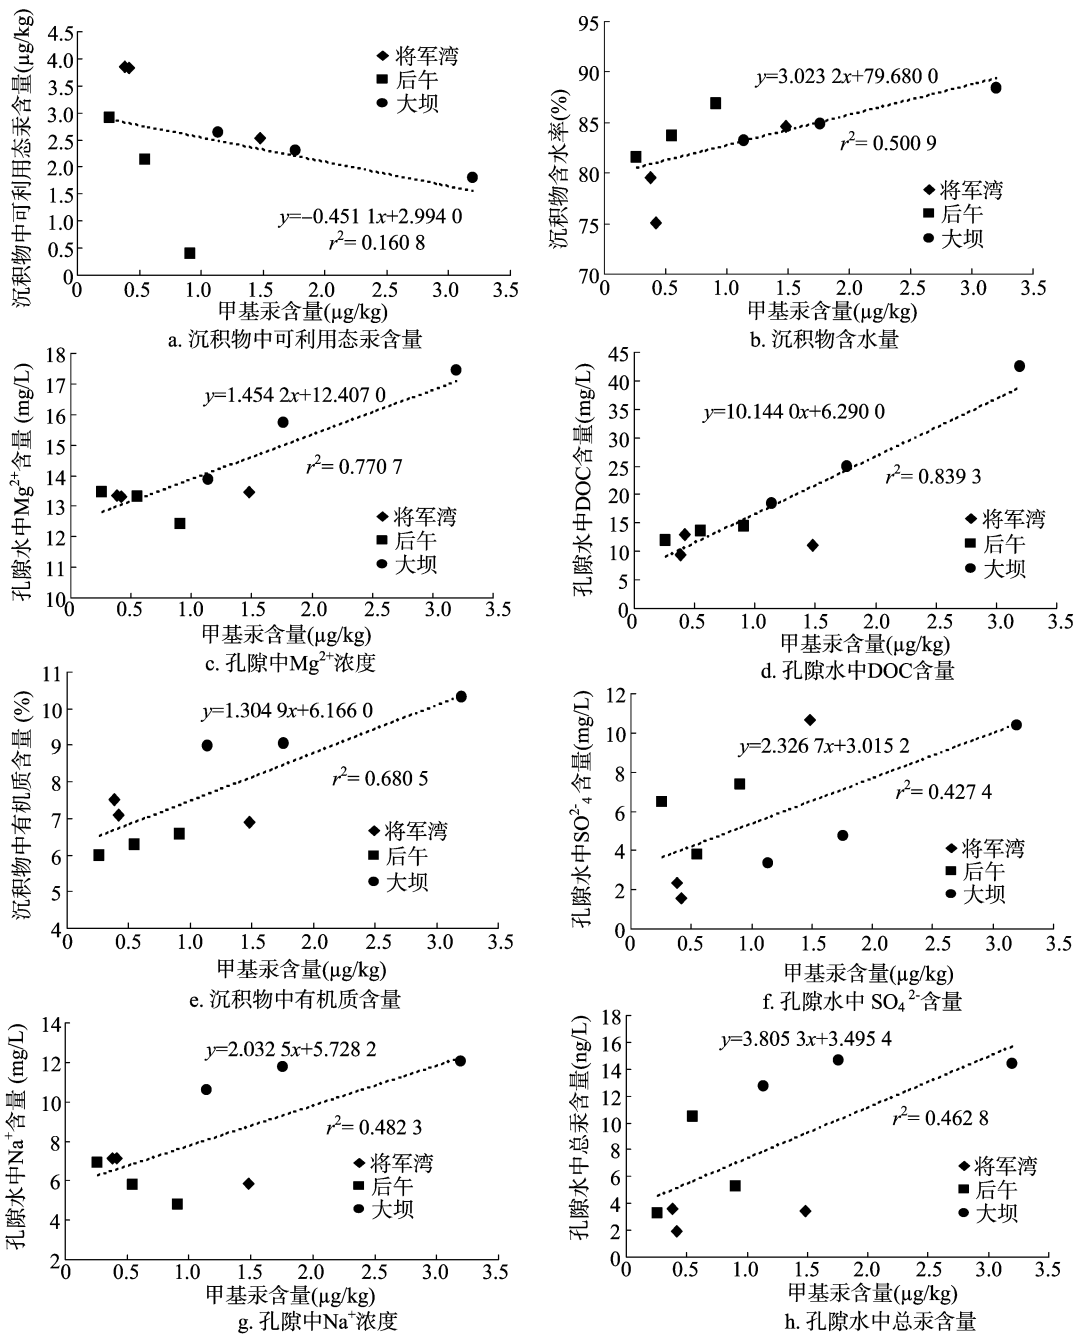 沉积物中可利用态汞含量(μg/kg)
4.5
4.0
3.5
3.0
2.5
2.0
1.5
1.0
0.5
0
将军湾
后午
大坝
y=−0.451 1x+2.994 0
r²= 0.160 8
0 0.5 1.0 1.5 2.0 2.5 3.0 3.5
甲基汞含量(μg/kg)
a. 沉积物中可利用态汞含量
沉积物含水率(%)
95
90
85
80
75
70
y=3.023 2x+79.680 0
r²= 0.500 9
将军湾
后午
大坝
0 0.5 1.0 1.5 2.0 2.5 3.0 3.5
甲基汞含量(μg/kg)
b. 沉积物含水量
孔隙水中Mg²⁺含量 (mg/L)
18
17
16
15
14
13
12
11
10
y=1.454 2x+12.407 0
r²= 0.770 7
将军湾
后午
大坝
0 0.5 1.0 1.5 2.0 2.5 3.0 3.5
甲基汞含量(μg/kg)
c. 孔隙中Mg²⁺浓度
孔隙水中DOC含量(mg/L)
45
40
35
30
25
20
15
10
5
0
y=10.144 0x+6.290 0
r²= 0.839 3
将军湾
后午
大坝
0 0.5 1.0 1.5 2.0 2.5 3.0 3.5
甲基汞含量(μg/kg)
d. 孔隙水中DOC含量
沉积物中有机质含量 (%)
11
10
9
8
7
6
5
4
y=1.304 9x+6.166 0
r²= 0.680 5
将军湾
后午
大坝
0 0.5 1.0 1.5 2.0 2.5 3.0 3.5
甲基汞含量(μg/kg)
e. 沉积物中有机质含量
孔隙水中SO²⁻₄ 含量(mg/L)
12
10
8
6
4
2
0
y=2.326 7x+3.015 2
r²= 0.427 4
将军湾
后午
大坝
0 0.5 1.0 1.5 2.0 2.5 3.0 3.5
甲基汞含量(μg/kg)
f. 孔隙水中 SO₄ ²⁻含量
孔隙水中Na⁺含量 (mg/L)
14
12
10
8
6
4
2
y=2.032 5x+5.728 2
r²= 0.482 3
将军湾
后午
大坝
0 0.5 1.0 1.5 2.0 2.5 3.0 3.5
甲基汞含量(μg/kg)
g. 孔隙中Na⁺浓度
孔隙水中总汞含量(ng/L)
18
16
14
12
10
8
6
4
2
0
y=3.805 3x+3.495 4
r²= 0.462 8
将军湾
后午
大坝
0 0.5 1.0 1.5 2.0 2.5 3.0 3.5
甲基汞含量(μg/kg)
h. 孔隙水中总汞含量